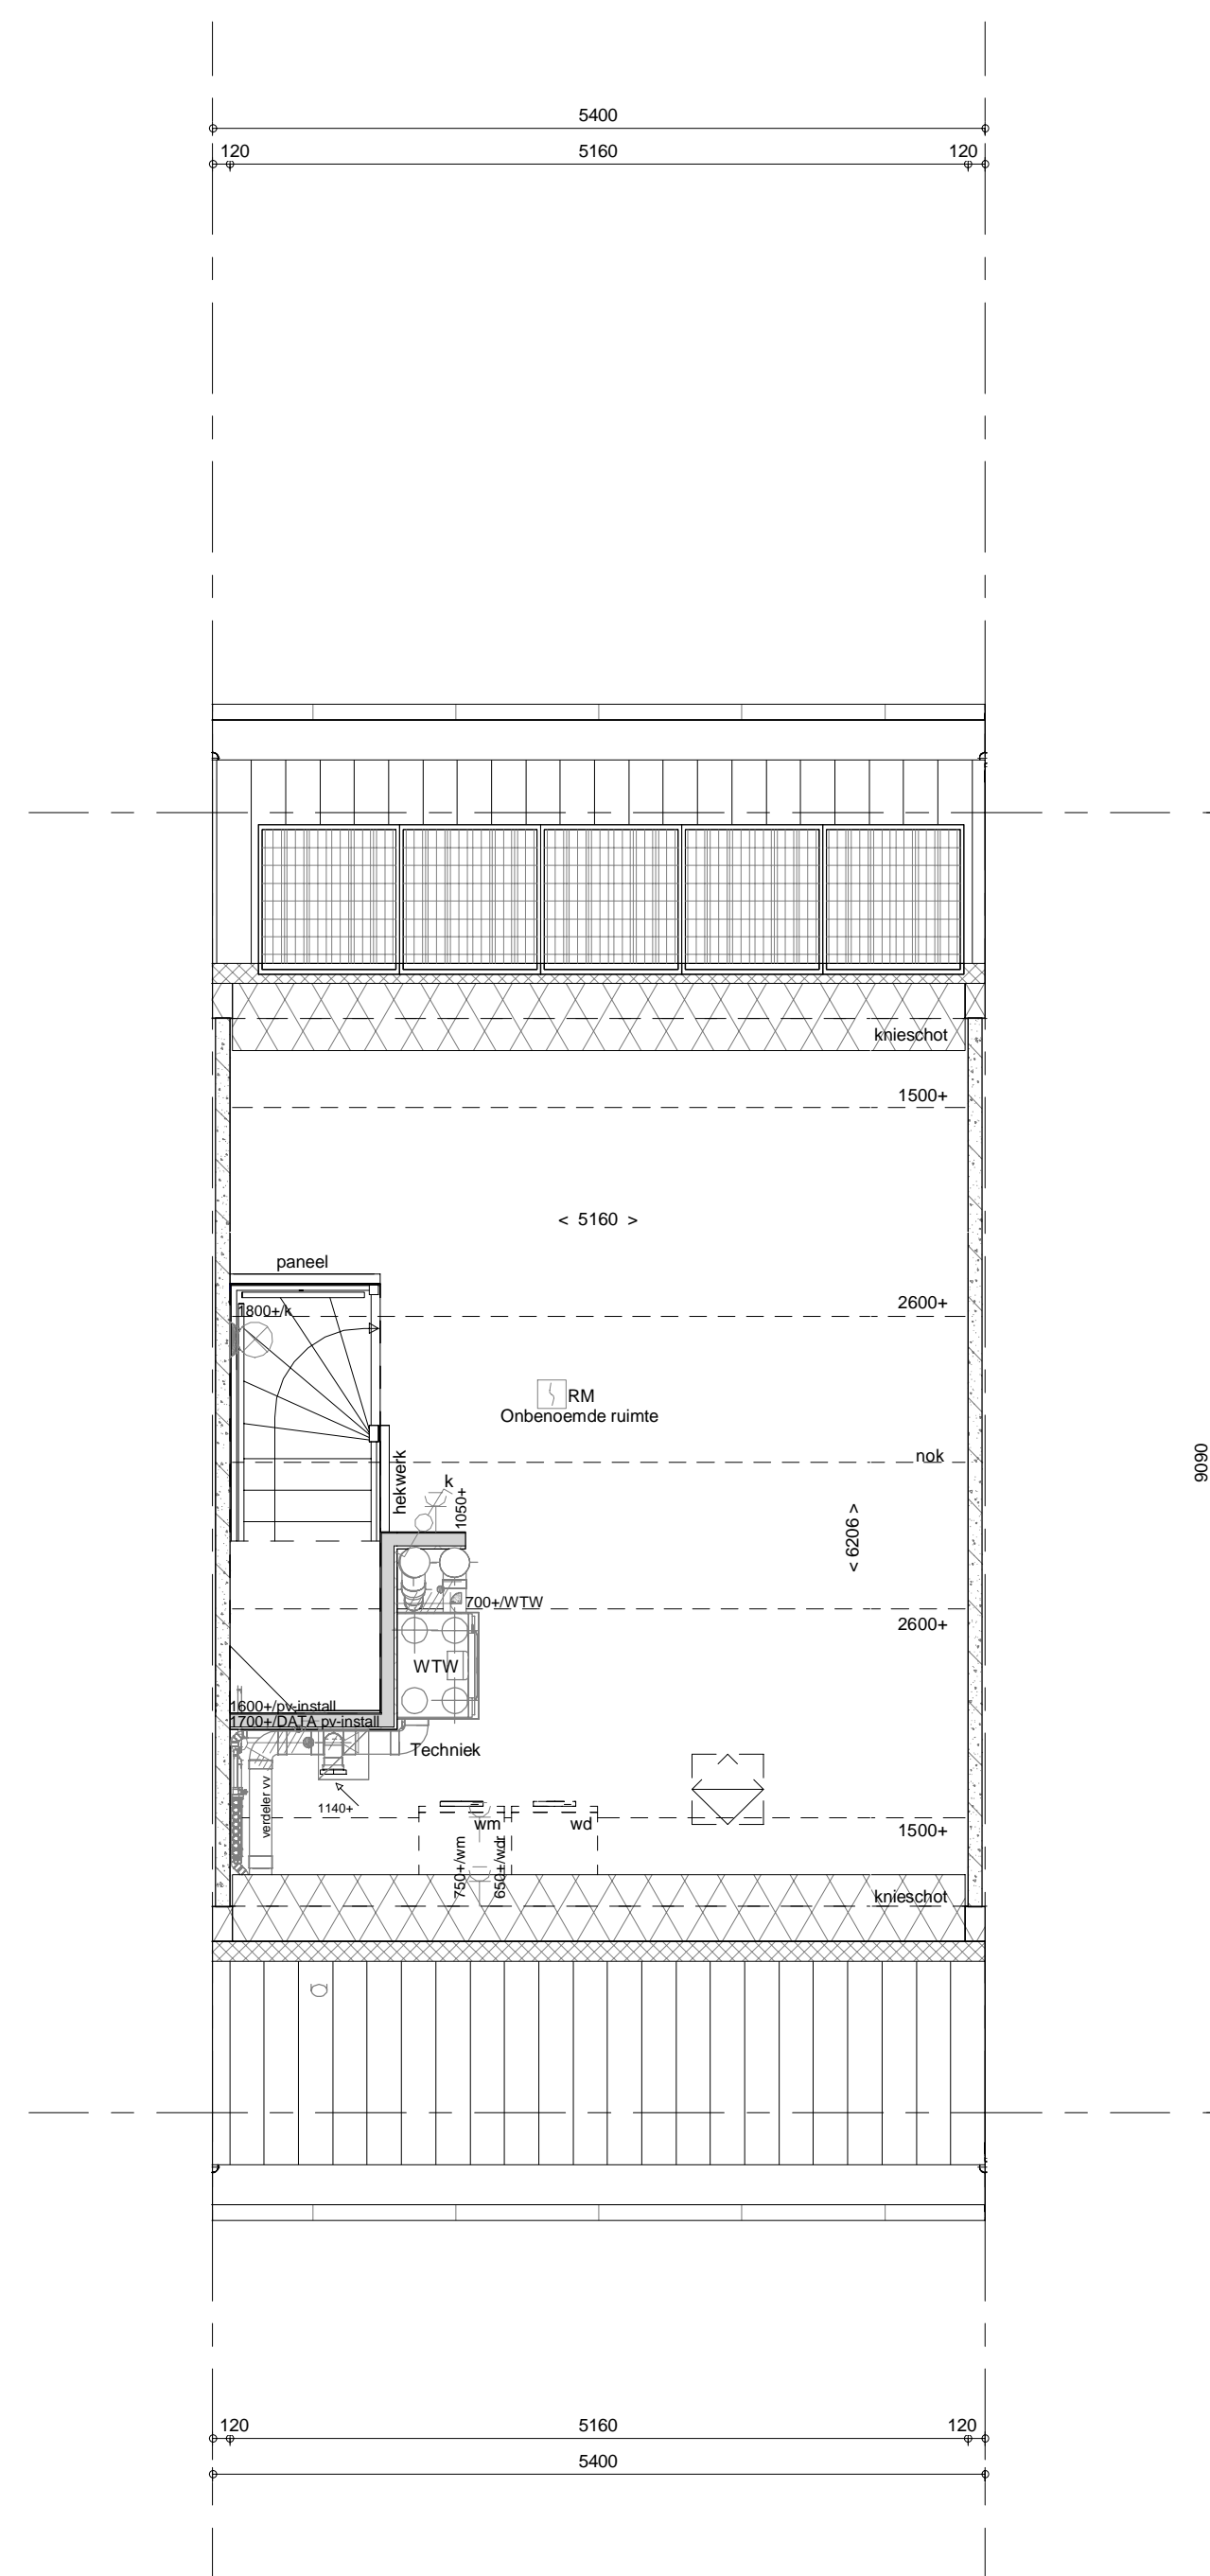 5400
120 5160 120
knieschot
1500+
< 5160 >
paneel
2600+
1800+/k
RM
Onbenoemde ruimte
9090
nok
hekwerk
k
1050+
< 6206 >
700+/WTW
2600+
WTW
1600+/pv-install
1700+/DATA pv-install
Techniek
verdeler vv
1140+
wm
wd
1500+
750+/wm
650+/wdr
knieschot
120 5160 120
5400